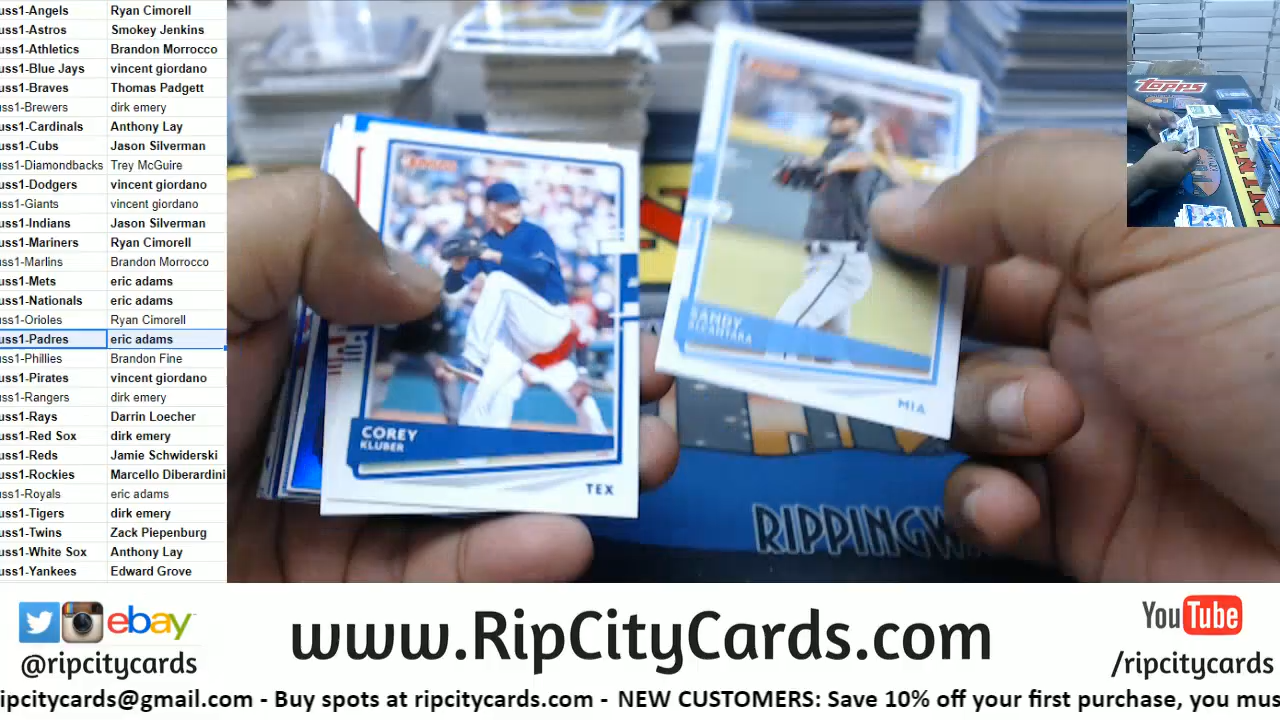 uss1-Angels Ryan Cimorell
uss1-Astros Smokey Jenkins
uss1-Athletics Brandon Morrocco
uss1-Blue Jays vincent giordano
uss1-Braves Thomas Padgett
uss1-Brewers dirk emery
uss1-Cardinals Anthony Lay
uss1-Cubs Jason Silverman
uss1-Diamondbacks Trey McGuire
uss1-Dodgers vincent giordano
uss1-Giants vincent giordano
uss1-Indians Jason Silverman
uss1-Mariners Ryan Cimorell
uss1-Marlins Brandon Morrocco
uss1-Mets eric adams
uss1-Nationals eric adams
uss1-Orioles Ryan Cimorell
uss1-Padres eric adams
uss1-Phillies Brandon Fine
uss1-Pirates vincent giordano
uss1-Rangers dirk emery
uss1-Rays Darrin Loecher
uss1-Red Sox dirk emery
uss1-Reds Jamie Schwiderski
uss1-Rockies Marcello Diberardini
uss1-Royals eric adams
uss1-Tigers dirk emery
uss1-Twins Zack Piepenburg
uss1-White Sox Anthony Lay
uss1-Yankees Edward Grove
COREY
KLUBER
TEX
SANDY
ALCANTARA
MIA
TOPPS
PANINI
RIPPINGW
ebay
@ripcitycards
www.RipCityCards.com
YouTube
/ripcitycards
ripcitycards@gmail.com - Buy spots at ripcitycards.com - NEW CUSTOMERS: Save 10% off your first purchase, you mus